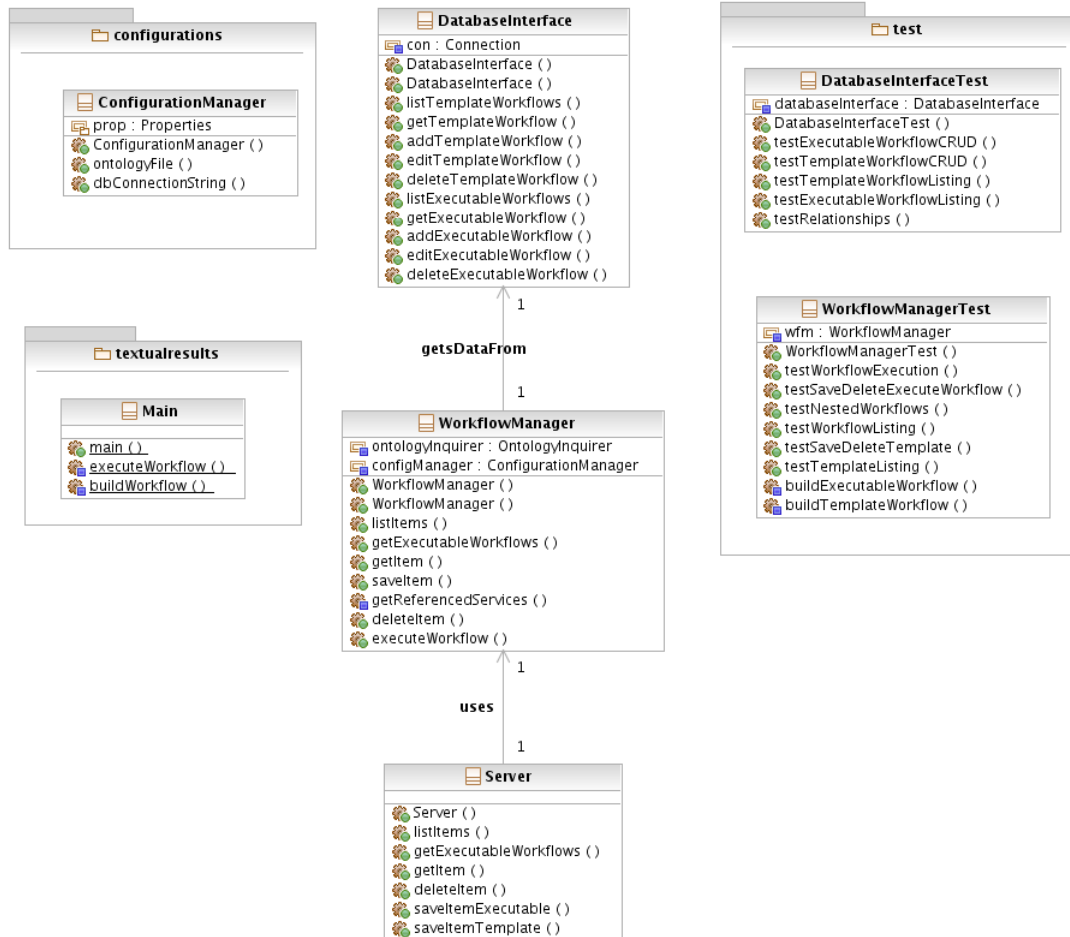 configurations
ConfigurationManager
prop : Properties
ConfigurationManager ( )
ontologyFile ( )
dbConnectionString ( )
textualresults
Main
main ( )
executeWorkflow ( )
buildWorkflow ( )
DatabaseInterface
con : Connection
DatabaseInterface ( )
DatabaseInterface ( )
listTemplateWorkflows ( )
getTemplateWorkflow ( )
addTemplateWorkflow ( )
editTemplateWorkflow ( )
deleteTemplateWorkflow ( )
listExecutableWorkflows ( )
getExecutableWorkflow ( )
addExecutableWorkflow ( )
editExecutableWorkflow ( )
deleteExecutableWorkflow ( )
1
getsDataFrom
1
WorkflowManager
ontologyInquirer : OntologyInquirer
configManager : ConfigurationManager
WorkflowManager ( )
WorkflowManager ( )
listItems ( )
getExecutableWorkflows ( )
getItem ( )
saveItem ( )
getReferencedServices ( )
deleteItem ( )
executeWorkflow ( )
1
uses
1
Server
Server ( )
listItems ( )
getExecutableWorkflows ( )
getItem ( )
deleteItem ( )
saveItemExecutable ( )
saveItemTemplate ( )
test
DatabaseInterfaceTest
databaseInterface : DatabaseInterface
DatabaseInterfaceTest ( )
testExecutableWorkflowCRUD ( )
testTemplateWorkflowCRUD ( )
testTemplateWorkflowListing ( )
testExecutableWorkflowListing ( )
testRelationships ( )
WorkflowManagerTest
wfm : WorkflowManager
WorkflowManagerTest ( )
testWorkflowExecution ( )
testSaveDeleteExecuteWorkflow ( )
testNestedWorkflows ( )
testWorkflowListing ( )
testSaveDeleteTemplate ( )
testTemplateListing ( )
buildExecutableWorkflow ( )
buildTemplateWorkflow ( )